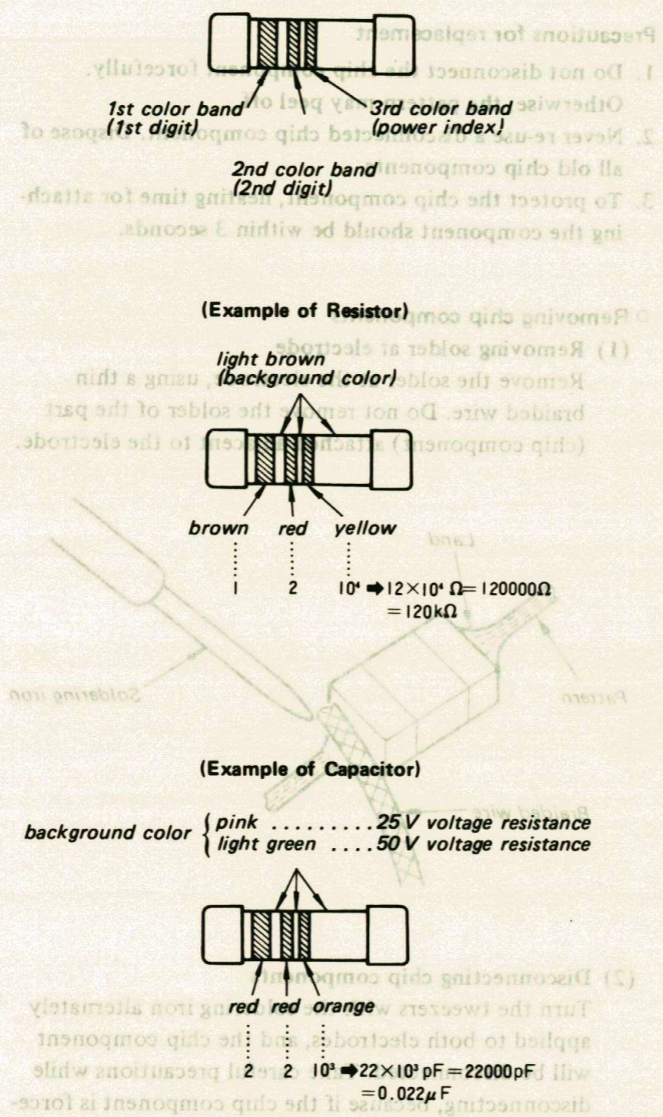 1st color band
(1st digit)
3rd color band
(power index)
2nd color band
(2nd digit)
(Example of Resistor)
light brown
(background color)
brown red yellow
1 2 10⁴ ➡ 12×10⁴ Ω = 120000Ω
= 120kΩ
(Example of Capacitor)
background color { pink ......... 25 V voltage resistance
light green .... 50 V voltage resistance
red red orange
2 2 10³ ➡ 22×10³ pF = 22000pF
= 0.022μF
Precautions for replacement
1. Do not disconnect the chip component forcefully.
Otherwise, the pattern may peel off.
2. Never re-use a disconnected chip component. Dispose of
all old chip components.
3. To protect the chip component, heating time for attach-
ing the component should be within 3 seconds.
Removing chip component
(1) Removing solder at electrode
Remove the solder at the, using a thin
braided wire. Do not remove the solder of the part
(chip component) attached adjacent to the electrode.
Land
Soldering iron
Pattern
Braided wire
(2) Disconnecting chip component
Turn the tweezers with the soldering iron alternately
applied to both electrodes, and the chip component
will be careful precautions while
disconnecting, because if the chip component is force-